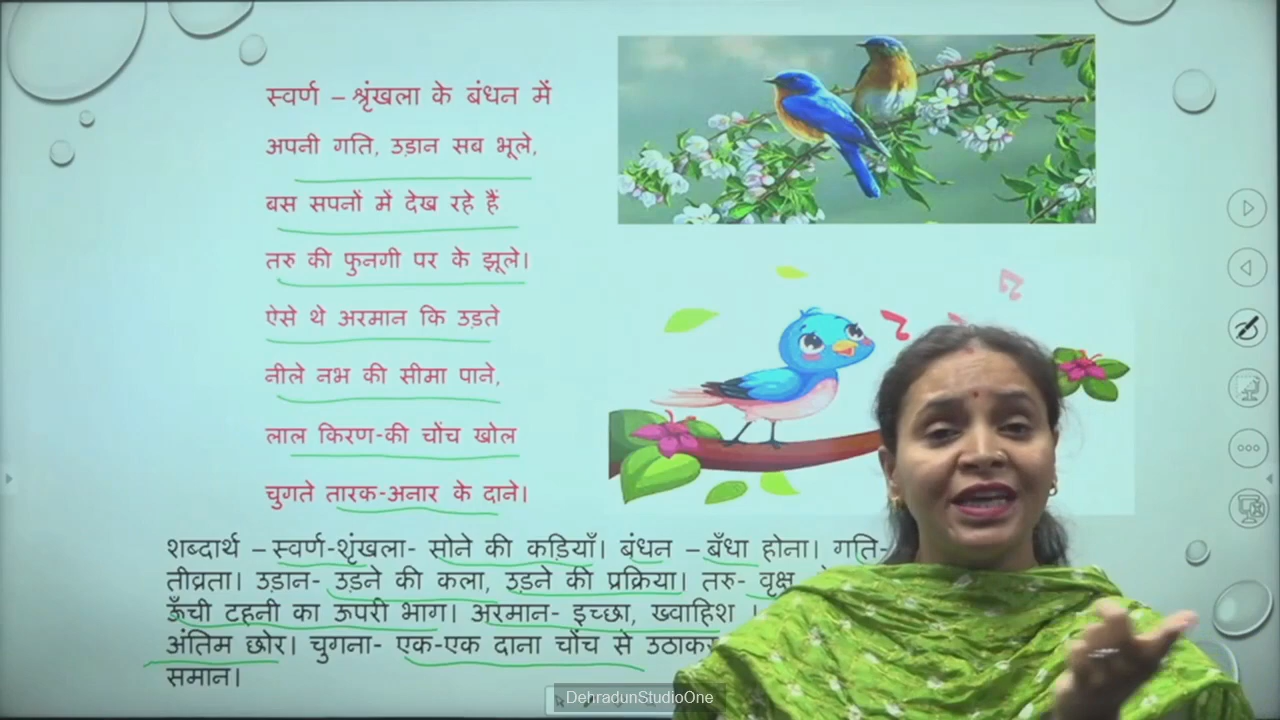 स्वर्ण – श्रृंखला के बंधन में
अपनी गति, उड़ान सब भूले,
बस सपनों में देख रहे हैं
तरु की फुनगी पर के झूले।
ऐसे थे अरमान कि उड़ते
नीले नभ की सीमा पाने,
लाल किरण-की चोंच खोल
चुगते तारक-अनार के दाने।
शब्दार्थ – स्वर्ण-शृंखला- सोने की कड़ियाँ। बंधन – बँधा होना। गति-
तीव्रता। उड़ान- उड़ने की कला, उड़ने की प्रक्रिया। तरु- वृक्ष
ऊँची टहनी का ऊपरी भाग। अरमान- इच्छा, ख्वाहिश ।
अंतिम छोर। चुगना- एक-एक दाना चोंच से उठाकर
समान।
DehradunStudioOne